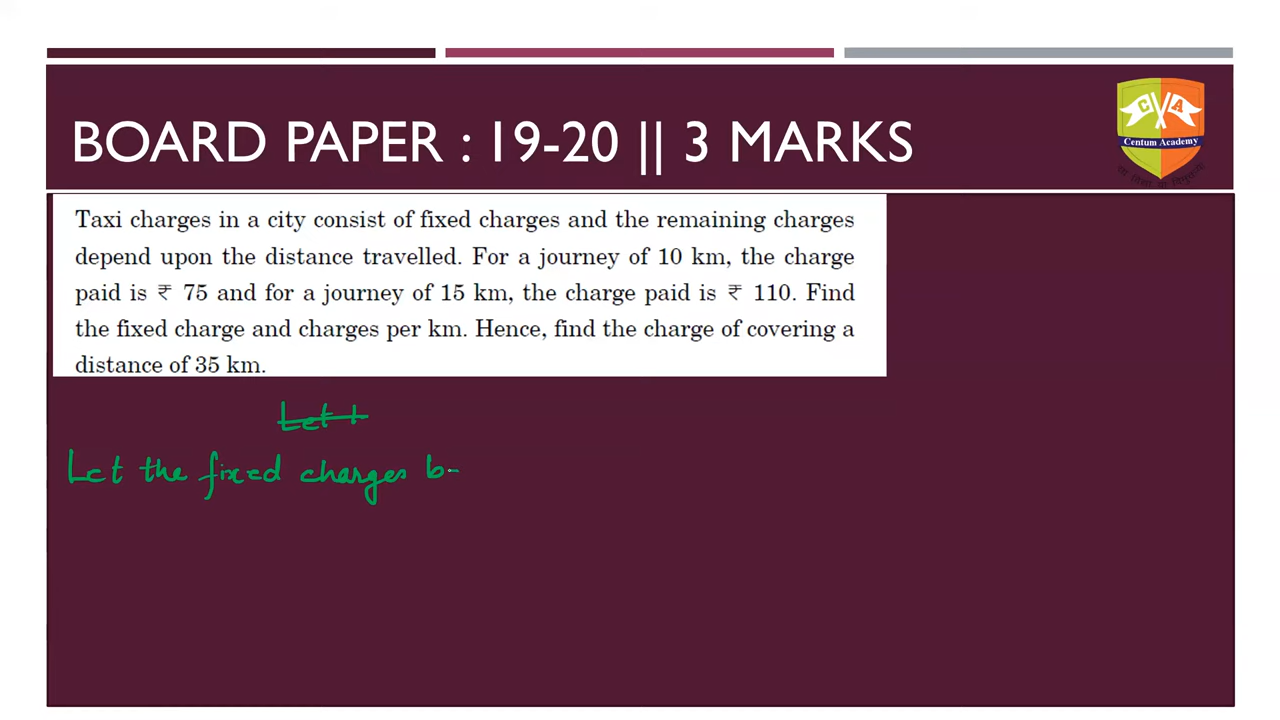 BOARD PAPER : 19-20 || 3 MARKS
C A
Centum Academy
Taxi charges in a city consist of fixed charges and the remaining charges
depend upon the distance travelled. For a journey of 10 km, the charge
paid is ₹ 75 and for a journey of 15 km, the charge paid is ₹ 110. Find
the fixed charge and charges per km. Hence, find the charge of covering a
distance of 35 km.
Let
Let the fixed charges b